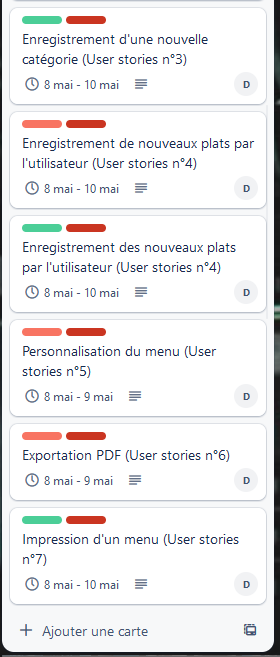 Enregistrement d'une nouvelle
catégorie (User stories n°3)
8 mai - 10 mai
D
Enregistrement de nouveaux plats par
l'utilisateur (User stories n°4)
8 mai - 10 mai
D
Enregistrement des nouveaux plats
par l'utilisateur (User stories n°4)
8 mai - 10 mai
D
Personnalisation du menu (User
stories n°5)
8 mai - 9 mai
D
Exportation PDF (User stories n°6)
8 mai - 9 mai
D
Impression d'un menu (User stories
n°7)
8 mai - 10 mai
D
Ajouter une carte